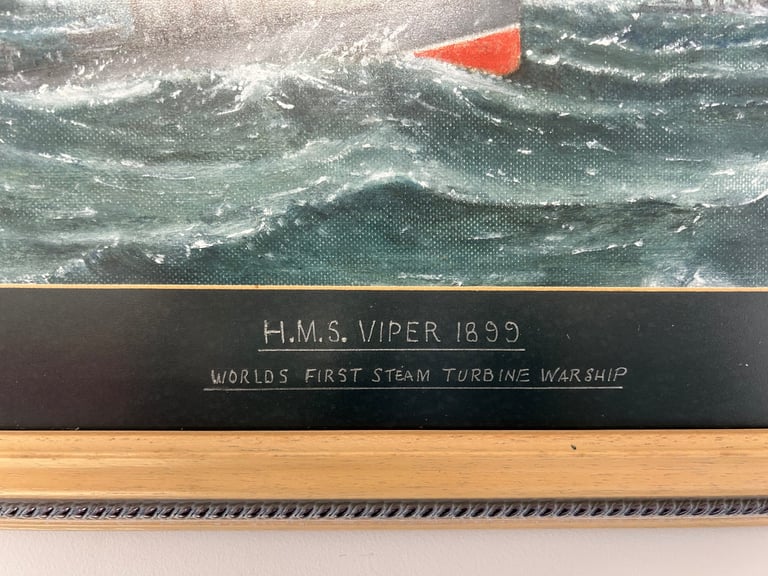 H.M.S. VIPER 1899
WORLDS FIRST STEAM TURBINE WARSHIP